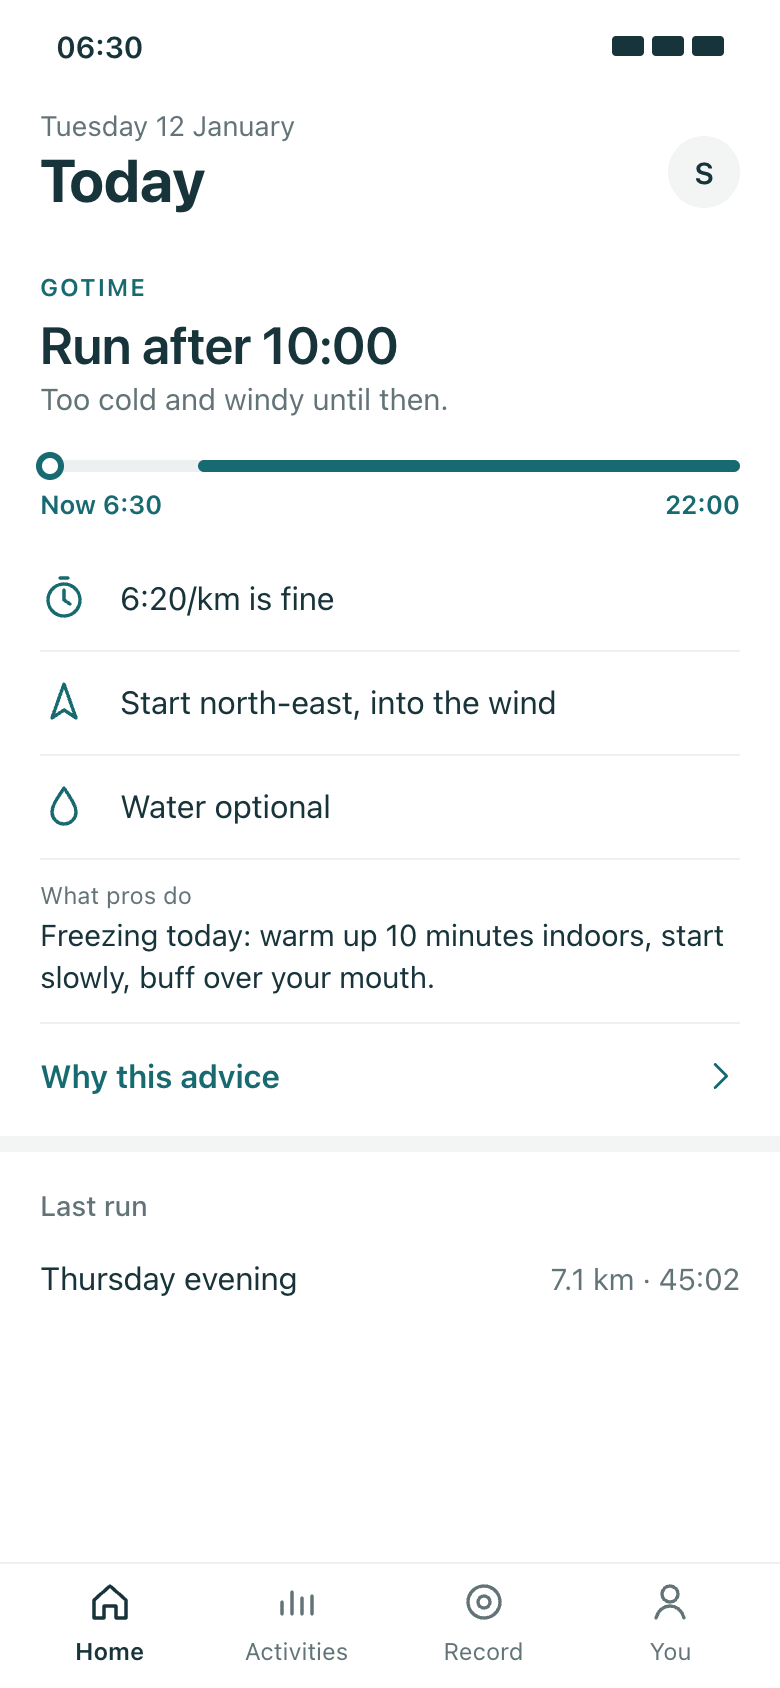 06:30
Tuesday 12 January
Today
S
GOTIME
Run after 10:00
Too cold and windy until then.
Now 6:30
22:00
6:20/km is fine
Start north-east, into the wind
Water optional
What pros do
Freezing today: warm up 10 minutes indoors, start
slowly, buff over your mouth.
Why this advice
Last run
Thursday evening
7.1 km · 45:02
Home
Activities
Record
You